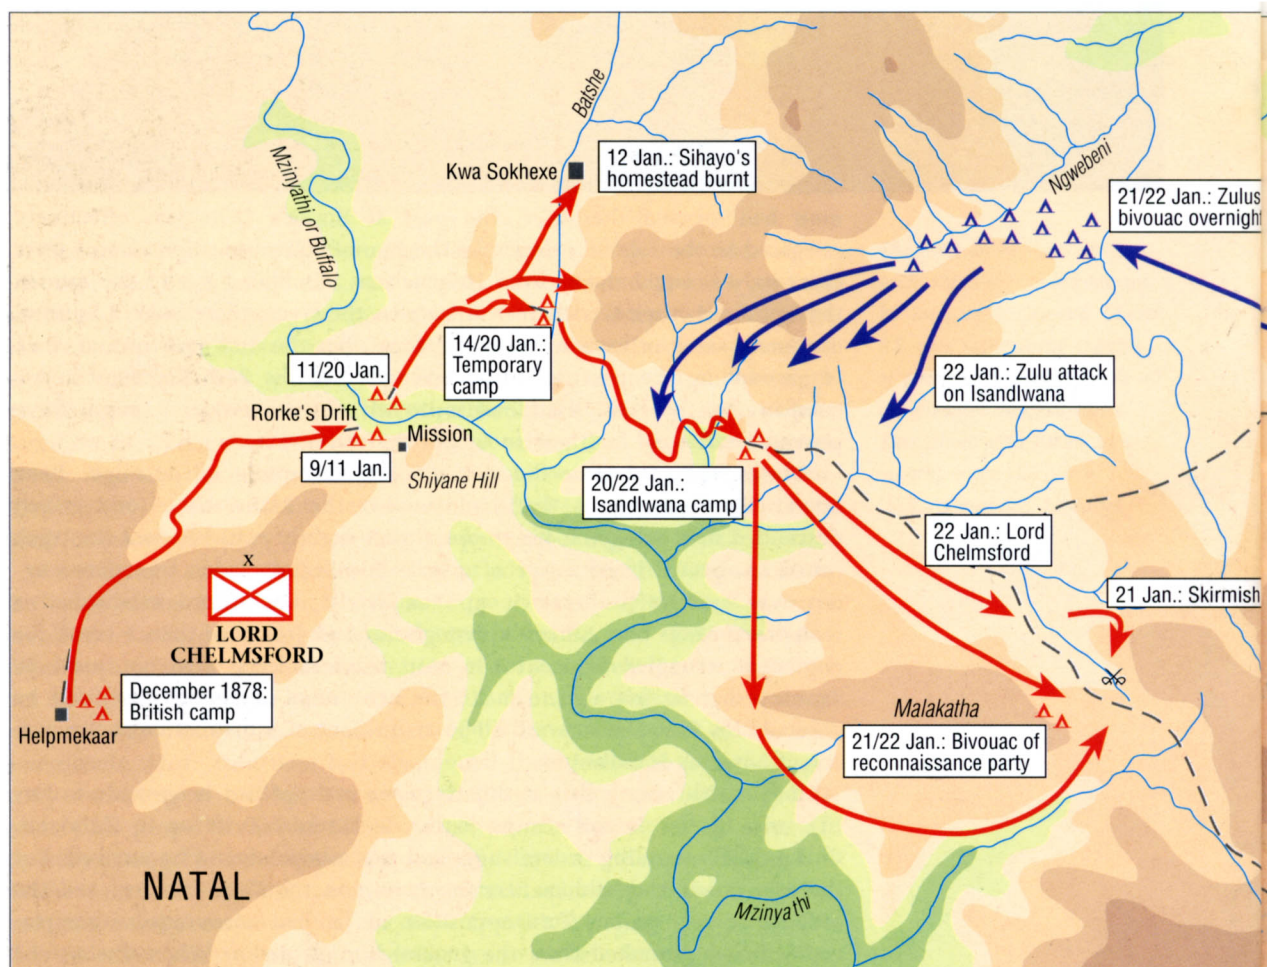 Batshe
Mzinyathi or Buffalo
Kwa Sokhexe
12 Jan.: Sihayo's
homestead burnt
Ngwebeni
21/22 Jan.: Zulus
bivouac overnight
11/20 Jan.
14/20 Jan.:
Temporary
camp
22 Jan.: Zulu attack
on Isandlwana
Rorke's Drift
Mission
9/11 Jan.
Shiyane Hill
20/22 Jan.:
Isandlwana camp
22 Jan.: Lord
Chelmsford
X
LORD
CHELMSFORD
21 Jan.: Skirmish
December 1878:
British camp
Helpmekaar
Malakatha
21/22 Jan.: Bivouac of
reconnaissance party
NATAL
Mzinyathi